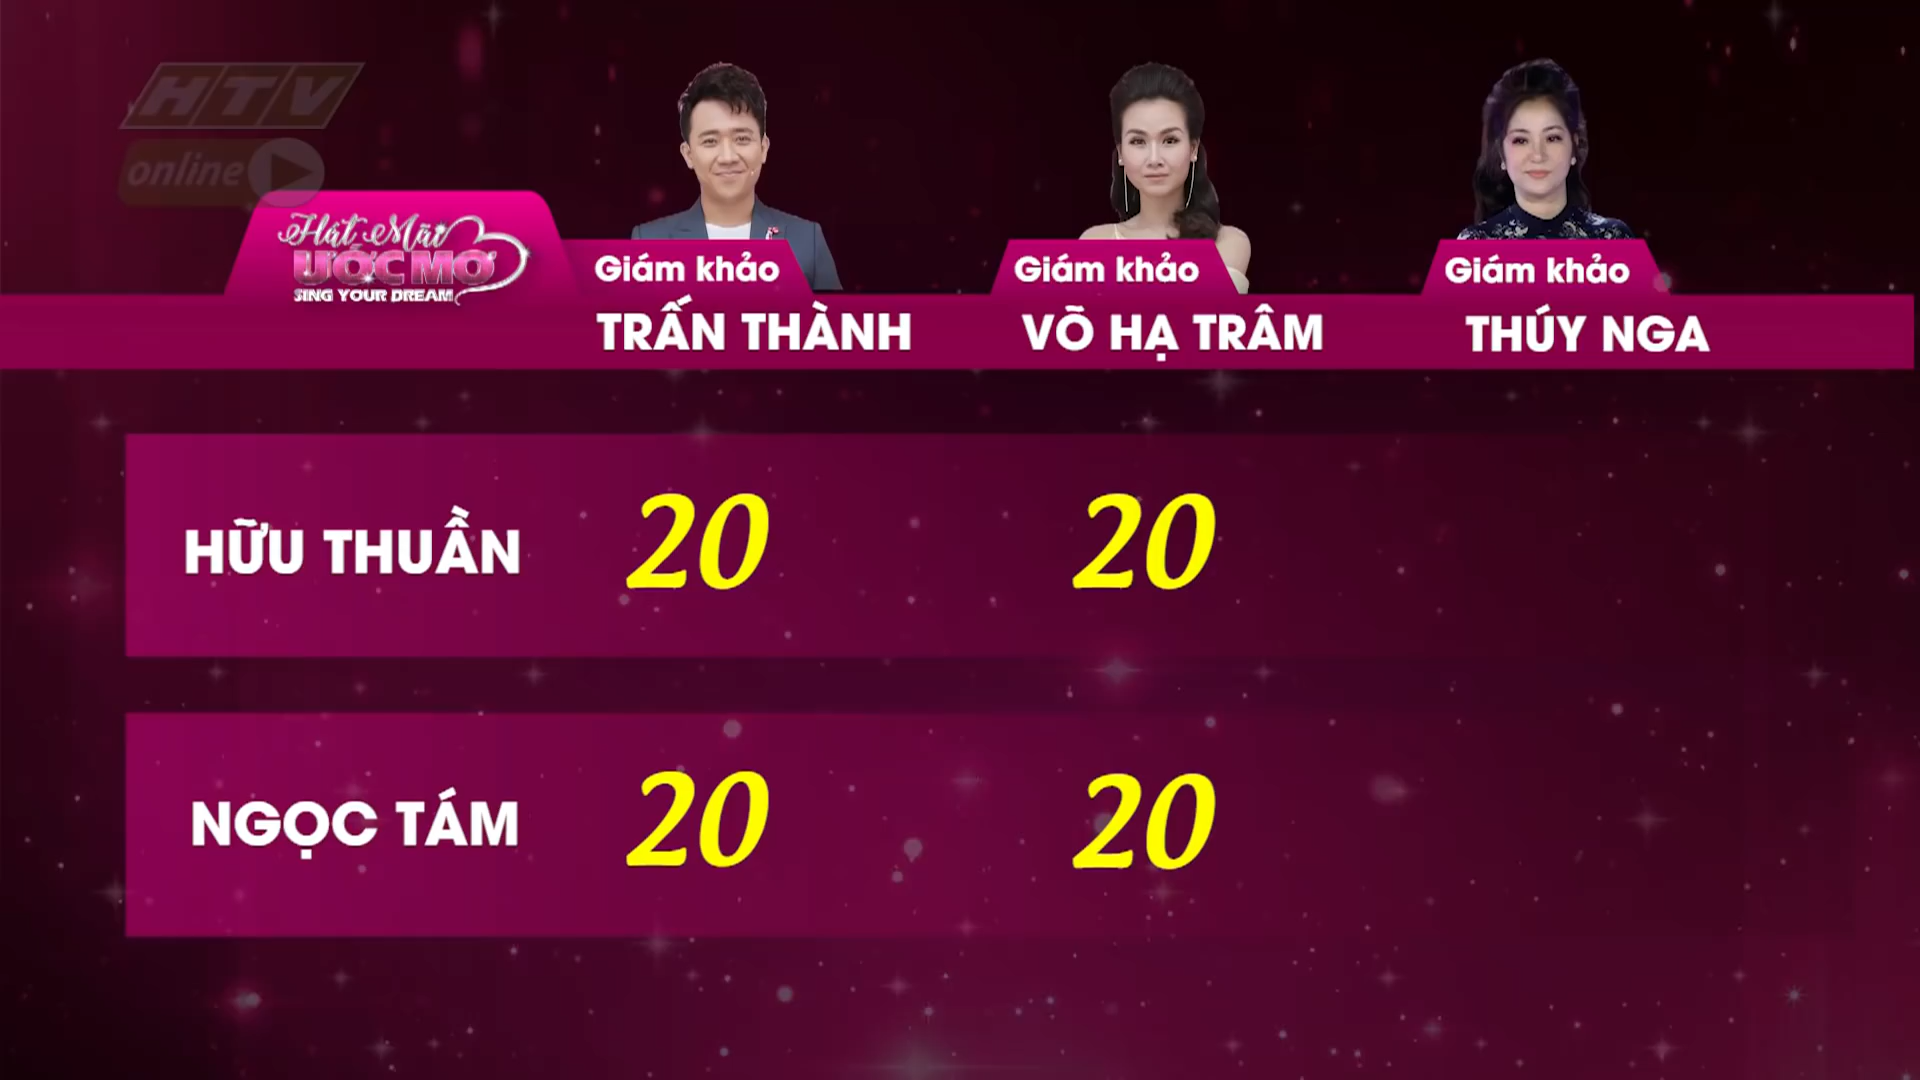 HTV
online
Hát Mãi
ƯỚC MƠ
SING YOUR DREAM
Giám khảo
TRẤN THÀNH
Giám khảo
VÕ HẠ TRÂM
Giám khảo
THÚY NGA
HỮU THUẦN 20 20
NGỌC TÁM 20 20